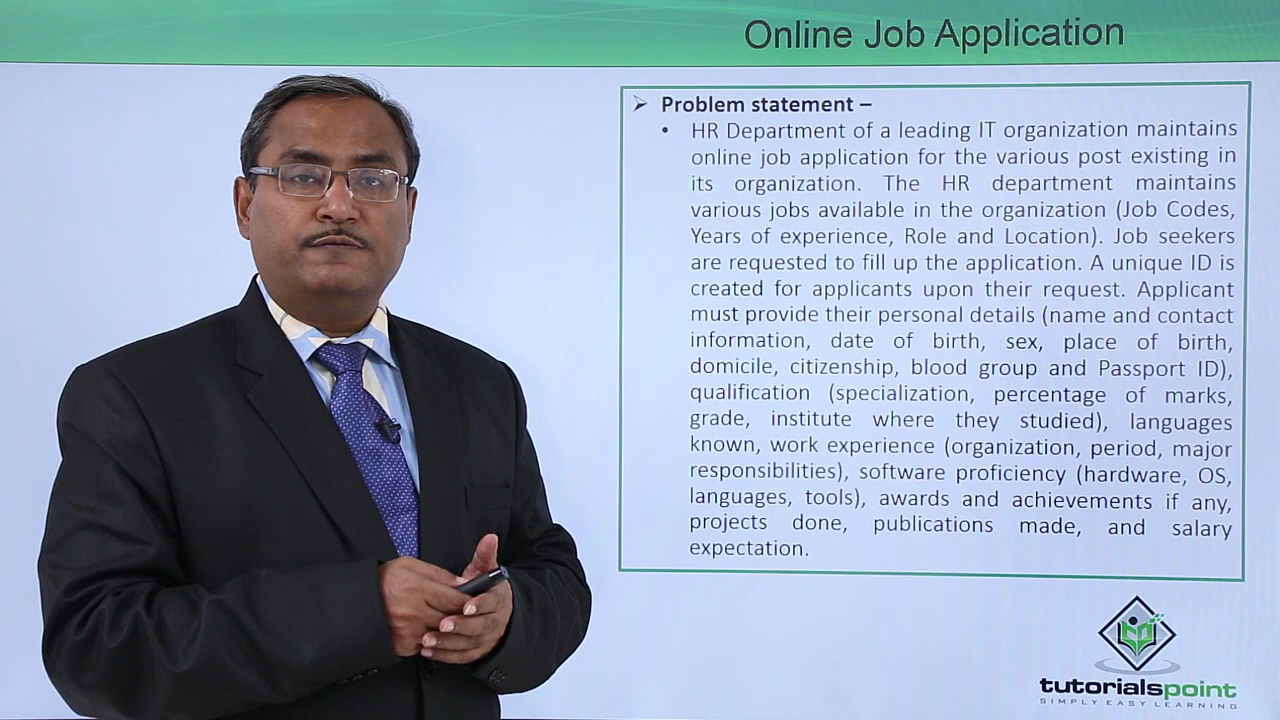 Online Job Application
➢ Problem statement –
• HR Department of a leading IT organization maintains
online job application for the various post existing in
its organization. The HR department maintains
various jobs available in the organization (Job Codes,
Years of experience, Role and Location). Job seekers
are requested to fill up the application. A unique ID is
created for applicants upon their request. Applicant
must provide their personal details (name and contact
information, date of birth, sex, place of birth,
domicile, citizenship, blood group and Passport ID),
qualification (specialization, percentage of marks,
grade, institute where they studied), languages
known, work experience (organization, period, major
responsibilities), software proficiency (hardware, OS,
languages, tools), awards and achievements if any,
projects done, publications made, and salary
expectation.
tutorialspoint
SIMPLY EASY LEARNING